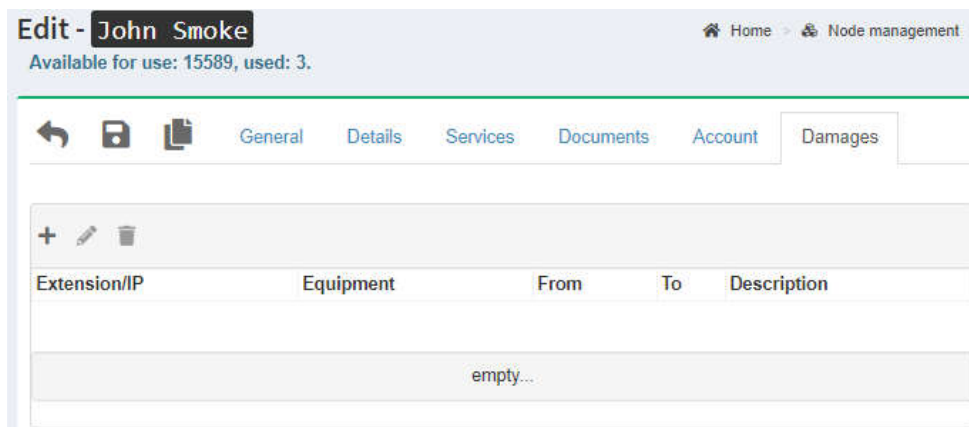 Edit - John Smoke
Home > Node management
Available for use: 15589, used: 3.
General Details Services Documents Account Damages
Extension/IP Equipment From To Description
empty...